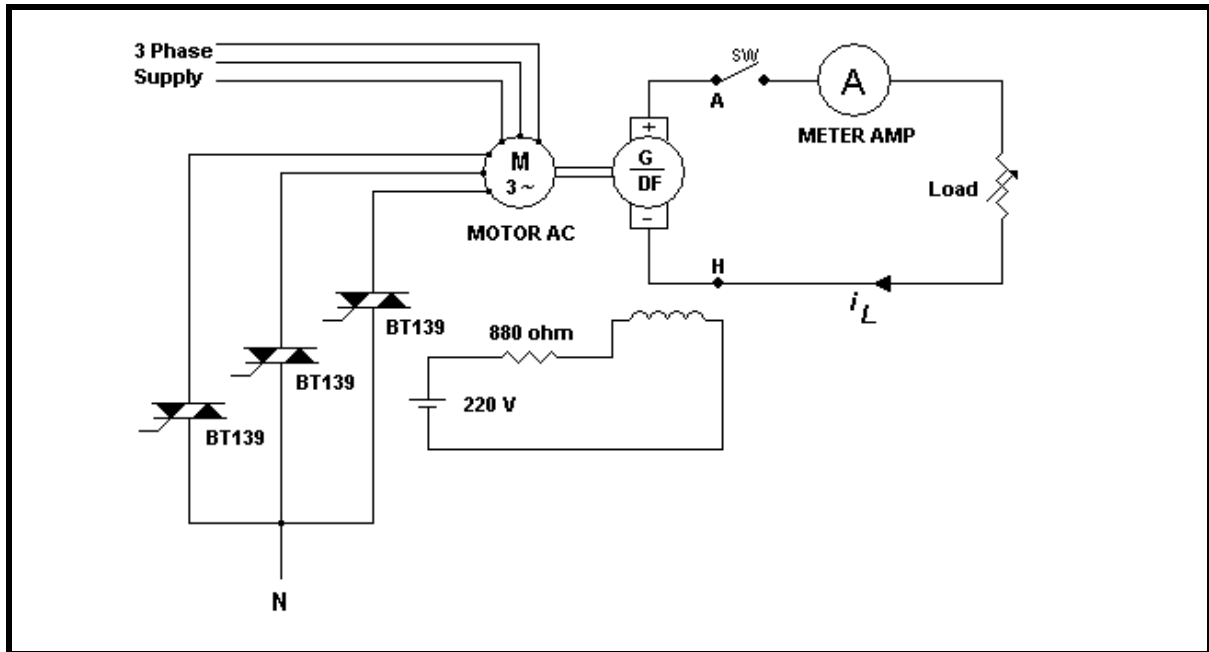 3 Phase
Supply
SW
A
A
METER AMP
+
M
3 ~
G
DF
−
MOTOR AC
Load
H
i L
BT139
880 ohm
BT139
220 V
BT139
N